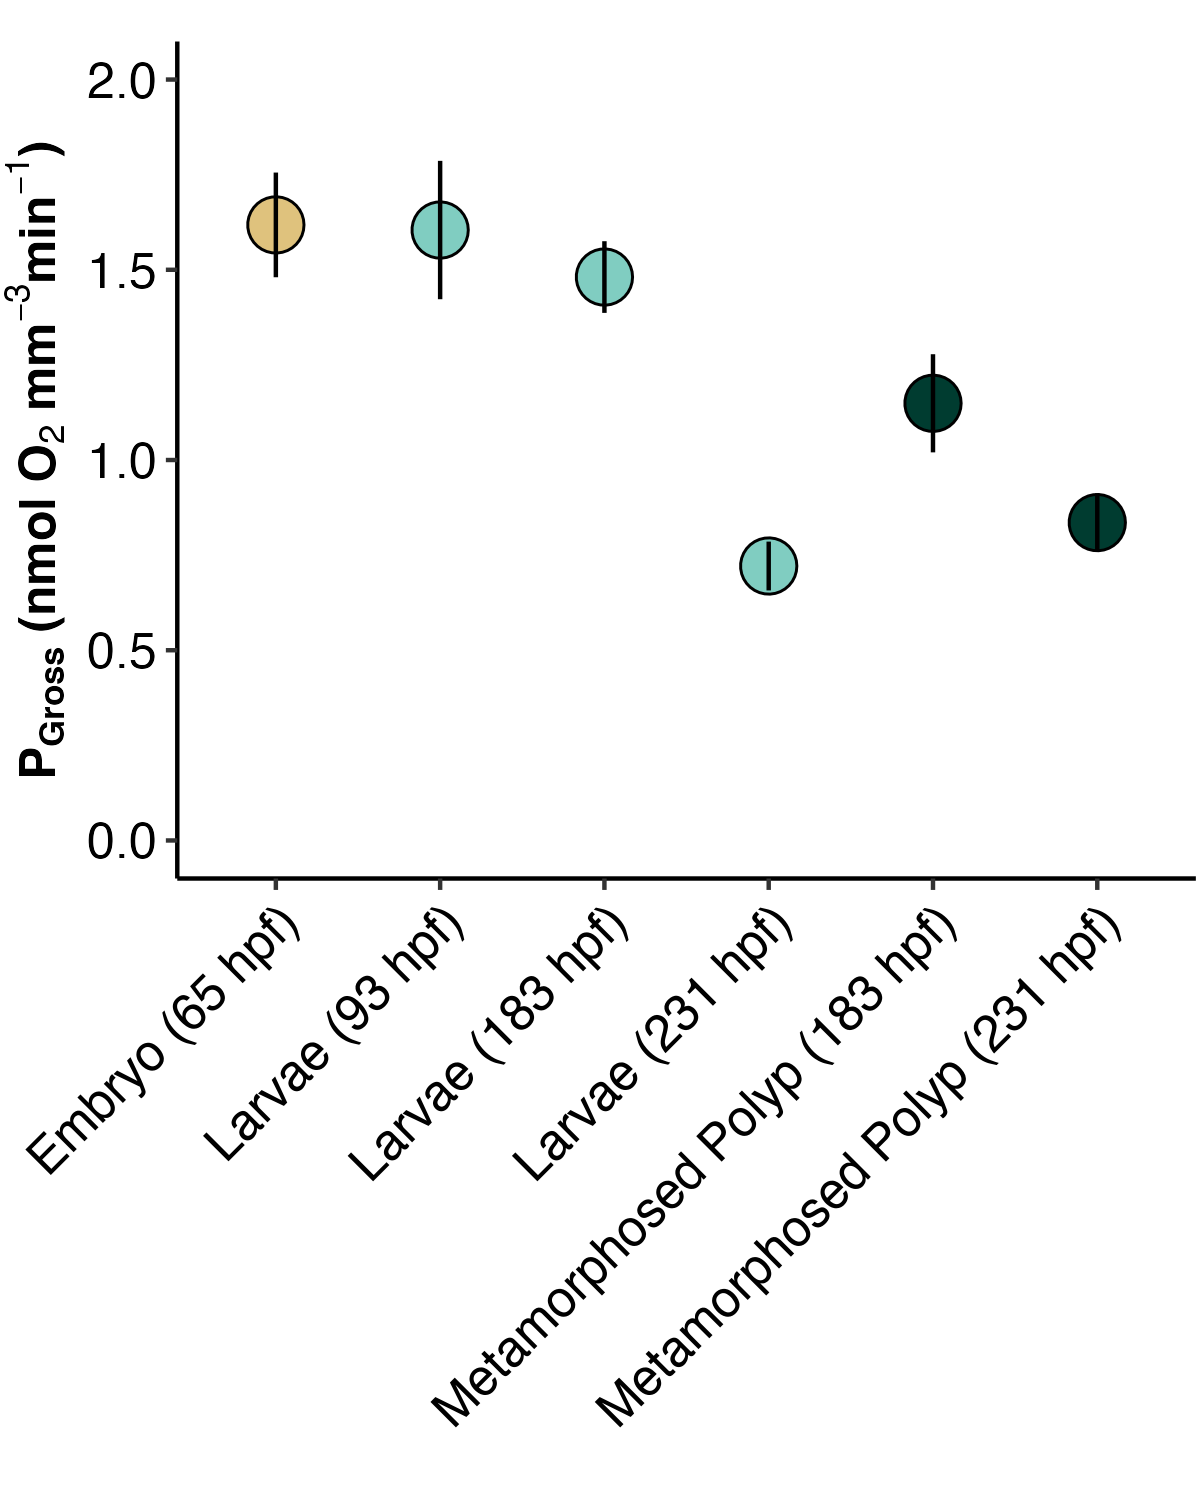 P_Gross (nmol O₂ mm⁻³min⁻¹)
2.0
1.5
1.0
0.5
0.0
Embryo (65 hpf)
Larvae (93 hpf)
Larvae (183 hpf)
Larvae (231 hpf)
Metamorphosed Polyp (183 hpf)
Metamorphosed Polyp (231 hpf)